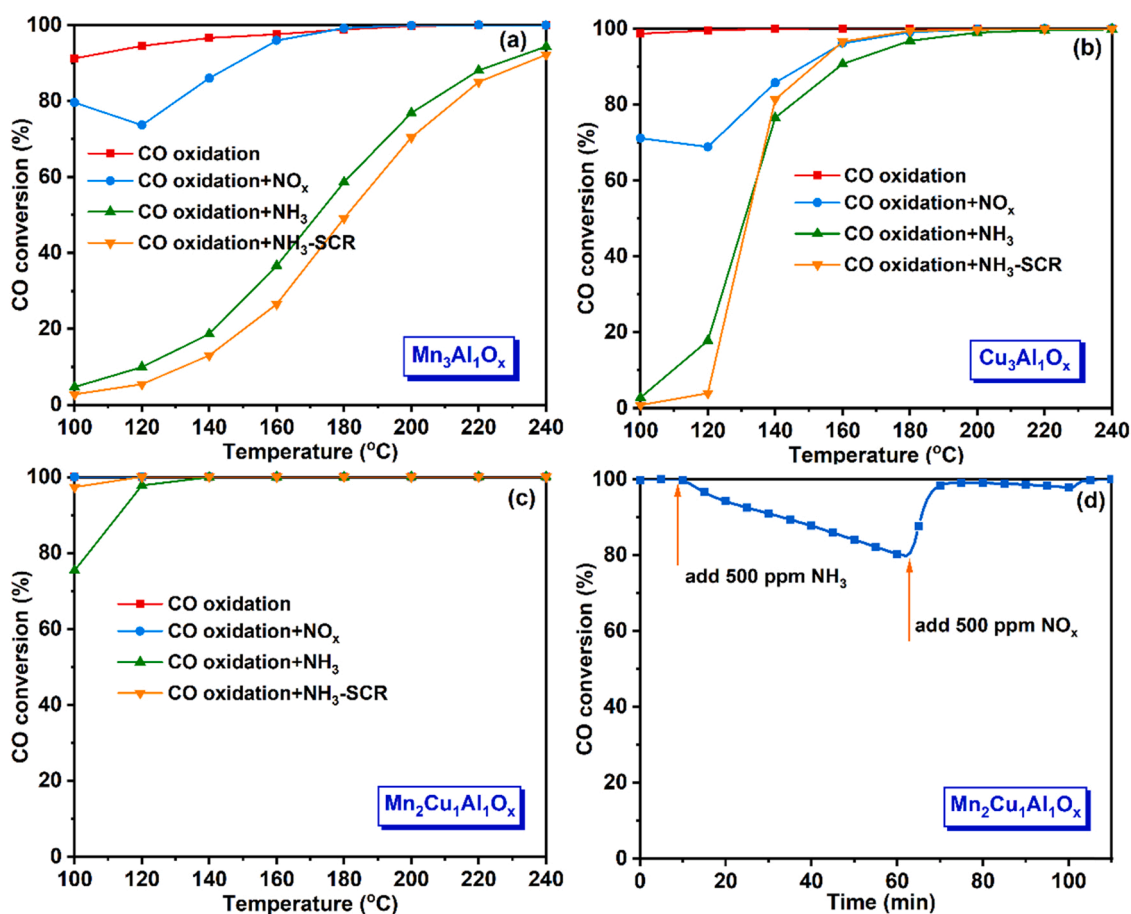 (a)
CO conversion (%)
100
80
60
40
20
0
CO oxidation
CO oxidation+NOₓ
CO oxidation+NH₃
CO oxidation+NH₃-SCR
Mn₃Al₁Oₓ
100 120 140 160 180 200 220 240
Temperature (°C)
(b)
CO conversion (%)
100
80
60
40
20
0
CO oxidation
CO oxidation+NOₓ
CO oxidation+NH₃
CO oxidation+NH₃-SCR
Cu₃Al₁Oₓ
100 120 140 160 180 200 220 240
Temperature (°C)
(c)
CO conversion (%)
100
80
60
40
20
0
CO oxidation
CO oxidation+NOₓ
CO oxidation+NH₃
CO oxidation+NH₃-SCR
Mn₂Cu₁Al₁Oₓ
100 120 140 160 180 200 220 240
Temperature (°C)
(d)
CO conversion (%)
100
80
60
40
20
0
add 500 ppm NH₃
add 500 ppm NOₓ
Mn₂Cu₁Al₁Oₓ
0 20 40 60 80 100
Time (min)